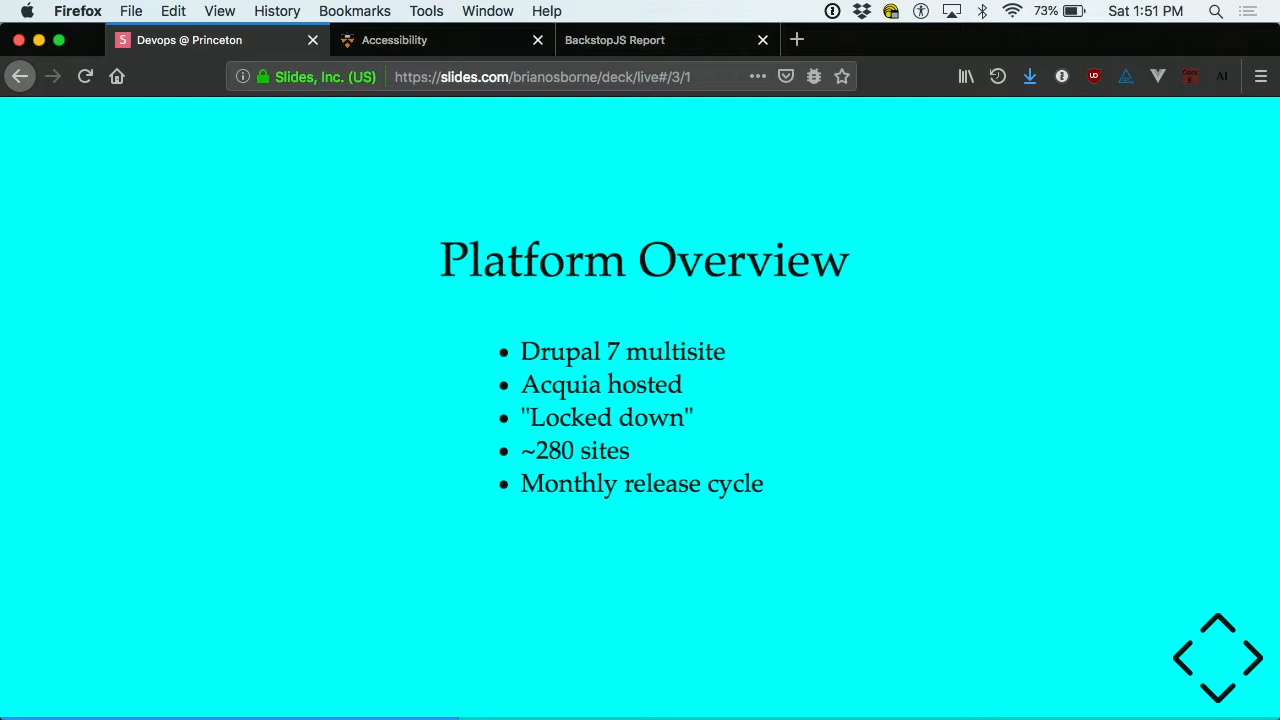 Firefox File Edit View History Bookmarks Tools Window Help 73% Sat 1:51 PM
S Devops @ Princeton Accessibility BackstopJS Report
Slides, Inc. (US) https://slides.com/brianosborne/deck/live#/3/1 AI
Platform Overview
• Drupal 7 multisite
• Acquia hosted
• "Locked down"
• ~280 sites
• Monthly release cycle